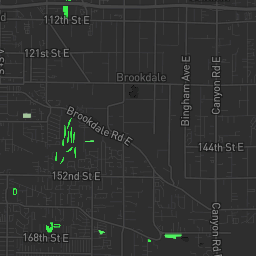 112th St E
121st St E
Brookdale
Bingham Ave E
Canyon Rd E
Brookdale Rd E
144th St E
152nd St E
Canyon Rd
168th St E